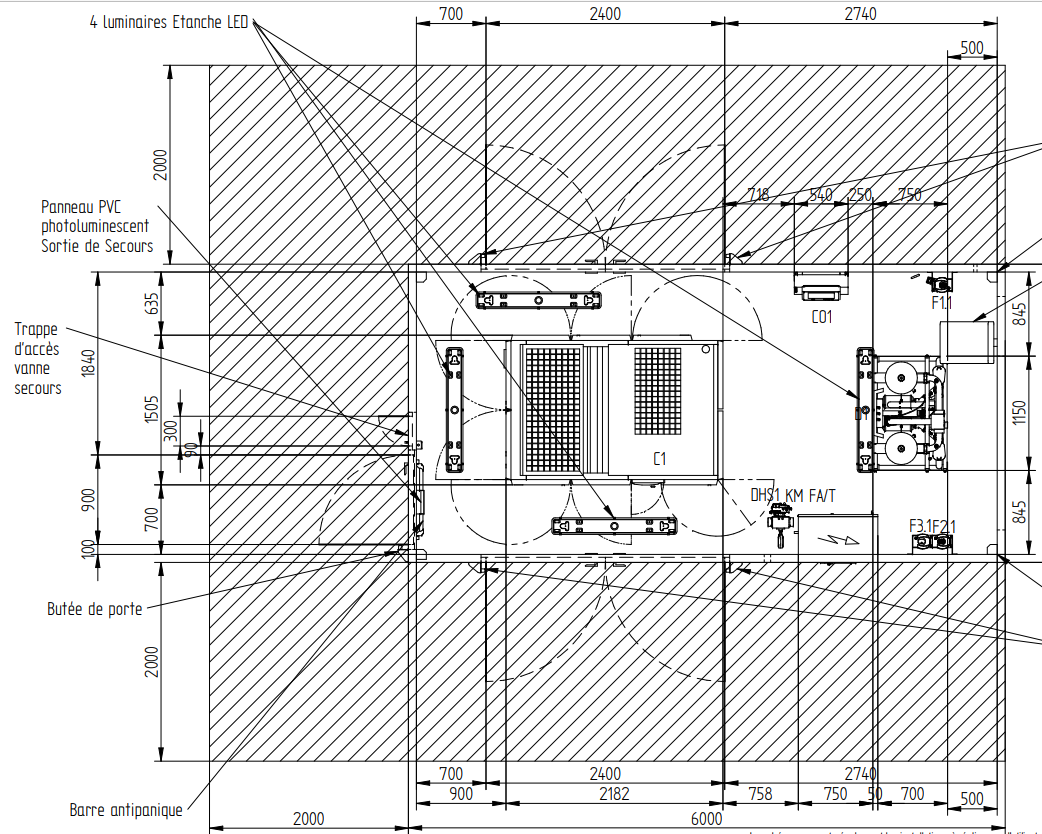 4 luminaires Etanche LED
700
2400
2740
500
2000
718
540
250
750
Panneau PVC
photoluminescent
Sortie de Secours
C01
F1.1
635
845
Trappe
d'accès
vanne
secours
1840
1505
300
90
1150
C1
DHS1 KM FA/T
F3.1F2.1
900
700
845
100
Butée de porte
2000
700
2400
2740
900
2182
758
750
50
700
500
Barre antipanique
2000
6000